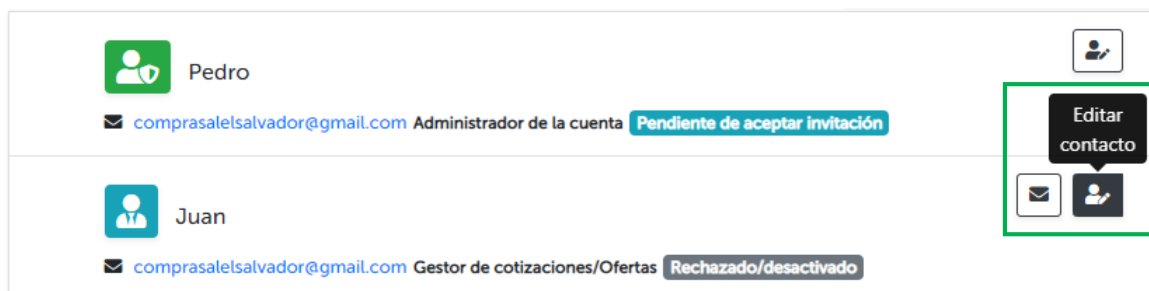 Pedro
comprasalelsalvador@gmail.com Administrador de la cuenta Pendiente de aceptar invitación
Editar
contacto
Juan
comprasalelsalvador@gmail.com Gestor de cotizaciones/Ofertas Rechazado/desactivado